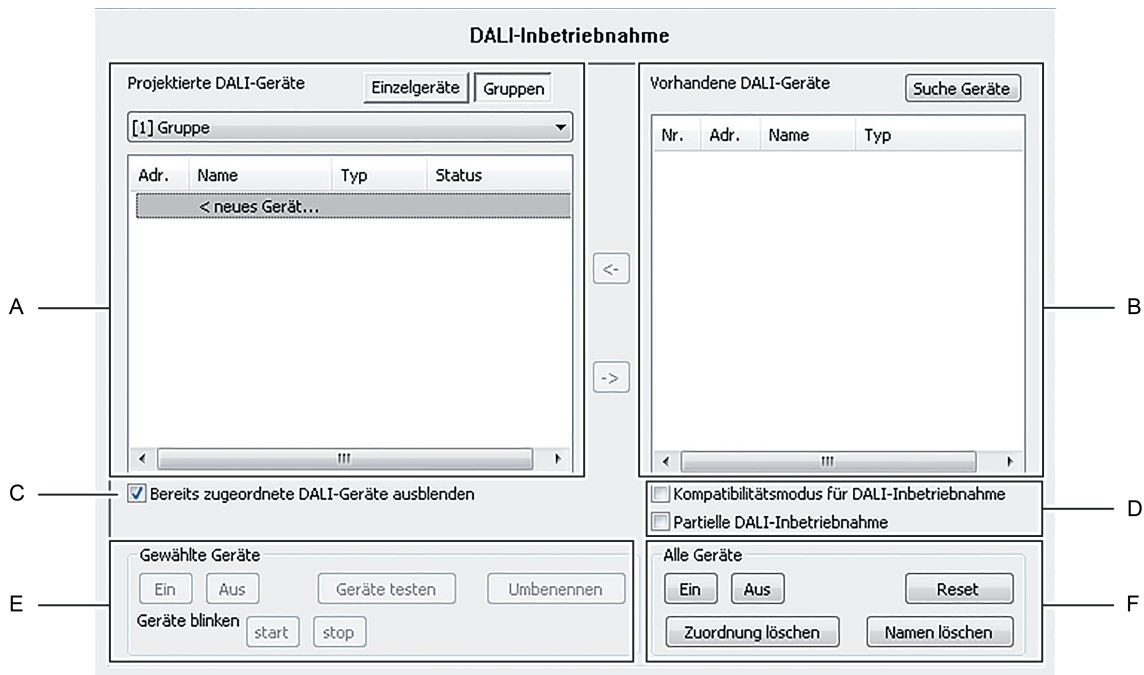 DALI-Inbetriebnahme
Projektierte DALI-Geräte
Einzelgeräte
Gruppen
[1] Gruppe
Adr. Name Typ Status
< neues Gerät...
<-
->
Vorhandene DALI-Geräte
Suche Geräte
Nr. Adr. Name Typ
A
B
C
Bereits zugeordnete DALI-Geräte ausblenden
Kompatibilitätsmodus für DALI-Inbetriebnahme
Partielle DALI-Inbetriebnahme
D
E
Gewählte Geräte
Ein Aus Geräte testen Umbenennen
Geräte blinken start stop
Alle Geräte
Ein Aus Reset
Zuordnung löschen Namen löschen
F